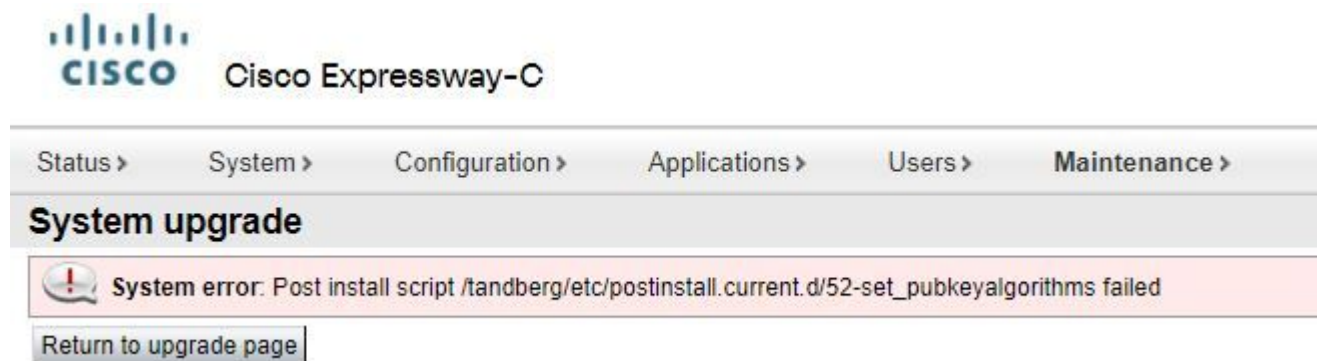 CISCO Cisco Expressway-C
Status > System > Configuration > Applications > Users > Maintenance >
System upgrade
System error: Post install script /tandberg/etc/postinstall.current.d/52-set_pubkeyalgorithms failed
Return to upgrade page